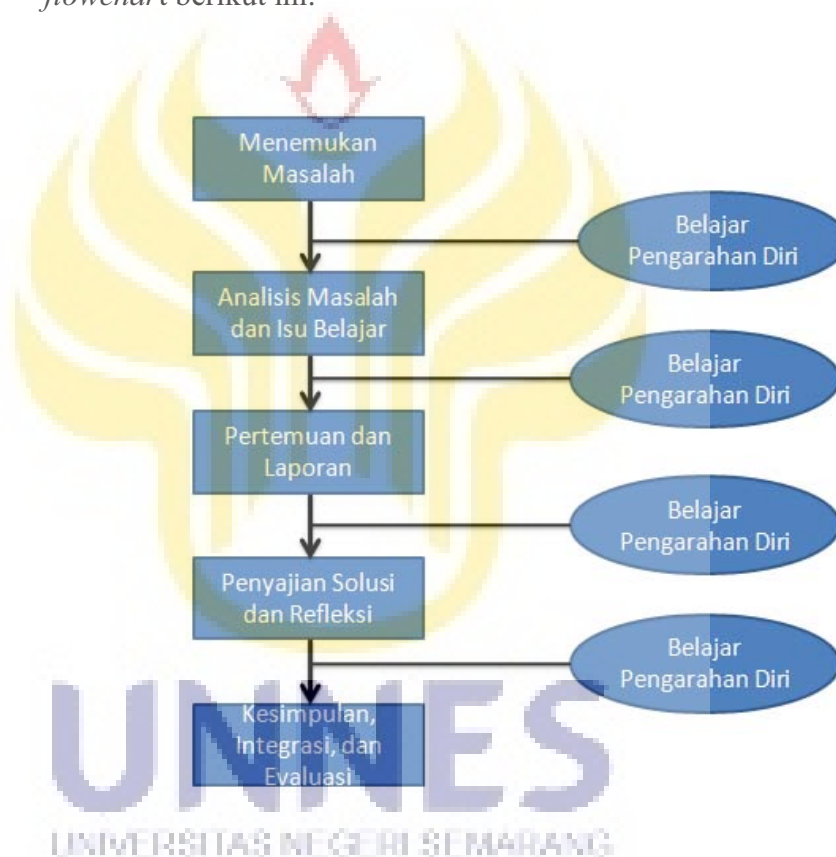 flowchart berikut ini:
Menemukan
Masalah
Belajar
Pengarahan Diri
Analisis Masalah
dan Isu Belajar
Belajar
Pengarahan Diri
Pertemuan dan
Laporan
Belajar
Pengarahan Diri
Penyajian Solusi
dan Refleksi
Belajar
Pengarahan Diri
Kesimpulan,
Integrasi, dan
Evaluasi
UNNES
UNIVERSITAS NEGERI SEMARANG